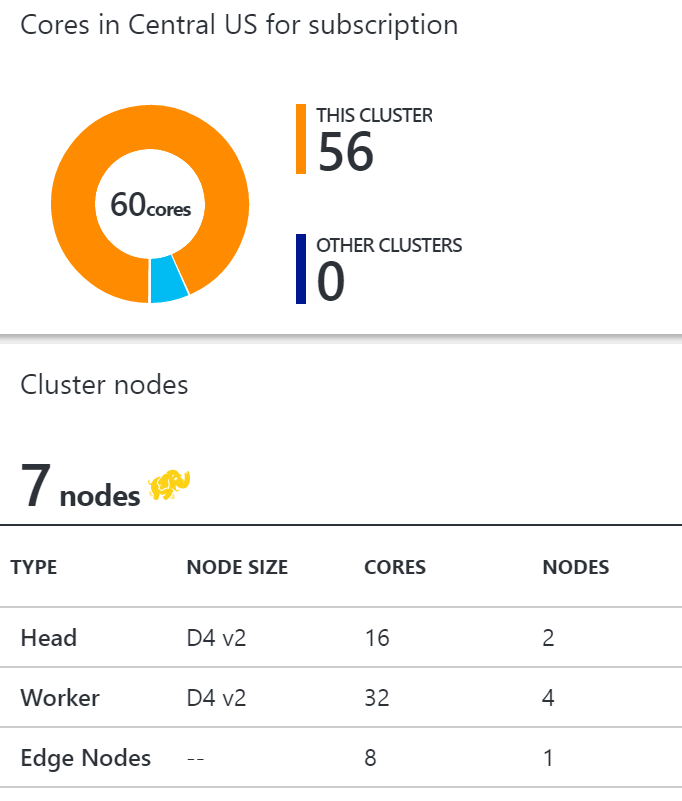 Cores in Central US for subscription
60cores
THIS CLUSTER
56
OTHER CLUSTERS
0
Cluster nodes
7 nodes
TYPE NODE SIZE CORES NODES
Head D4 v2 16 2
Worker D4 v2 32 4
Edge Nodes -- 8 1